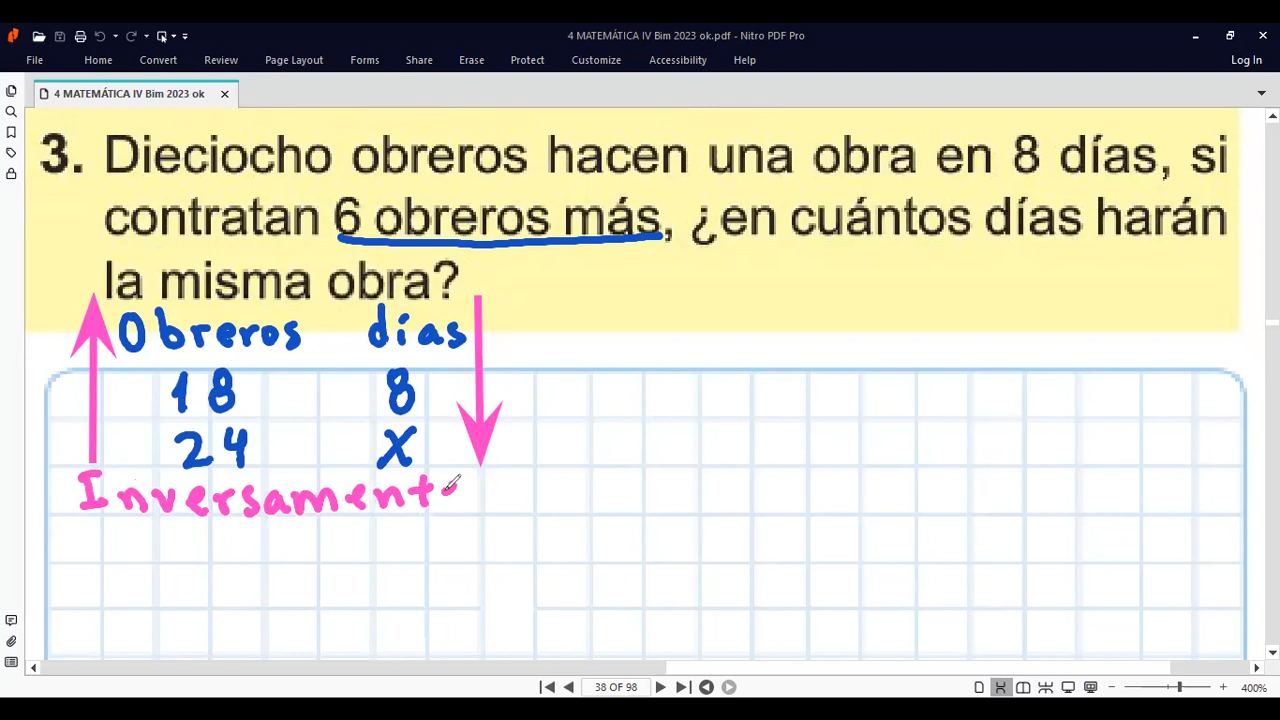 4 MATEMÁTICA IV Bim 2023 ok.pdf - Nitro PDF Pro
File Home Convert Review Page Layout Forms Share Erase Protect Customize Accessibility Help Log In
4 MATEMÁTICA IV Bim 2023 ok
3. Dieciocho obreros hacen una obra en 8 días, si
contratan 6 obreros más, ¿en cuántos días harán
la misma obra?
Obreros días
18 8
24 X
Inversamente
38 OF 98 400%